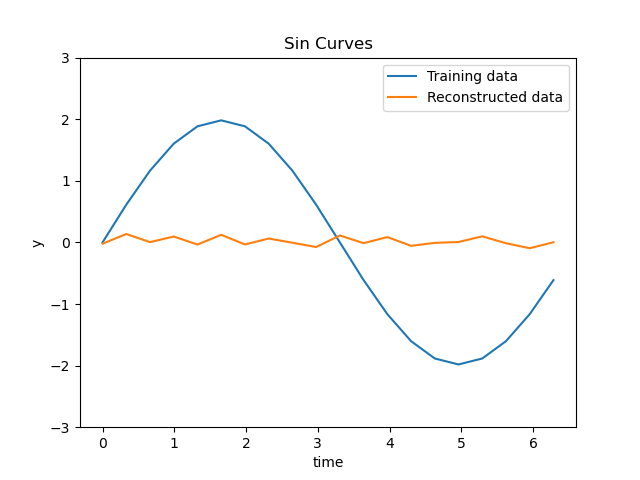 Sin Curves
Training data
Reconstructed data
3
2
1
0
−1
−2
−3
y
0 1 2 3 4 5 6
time